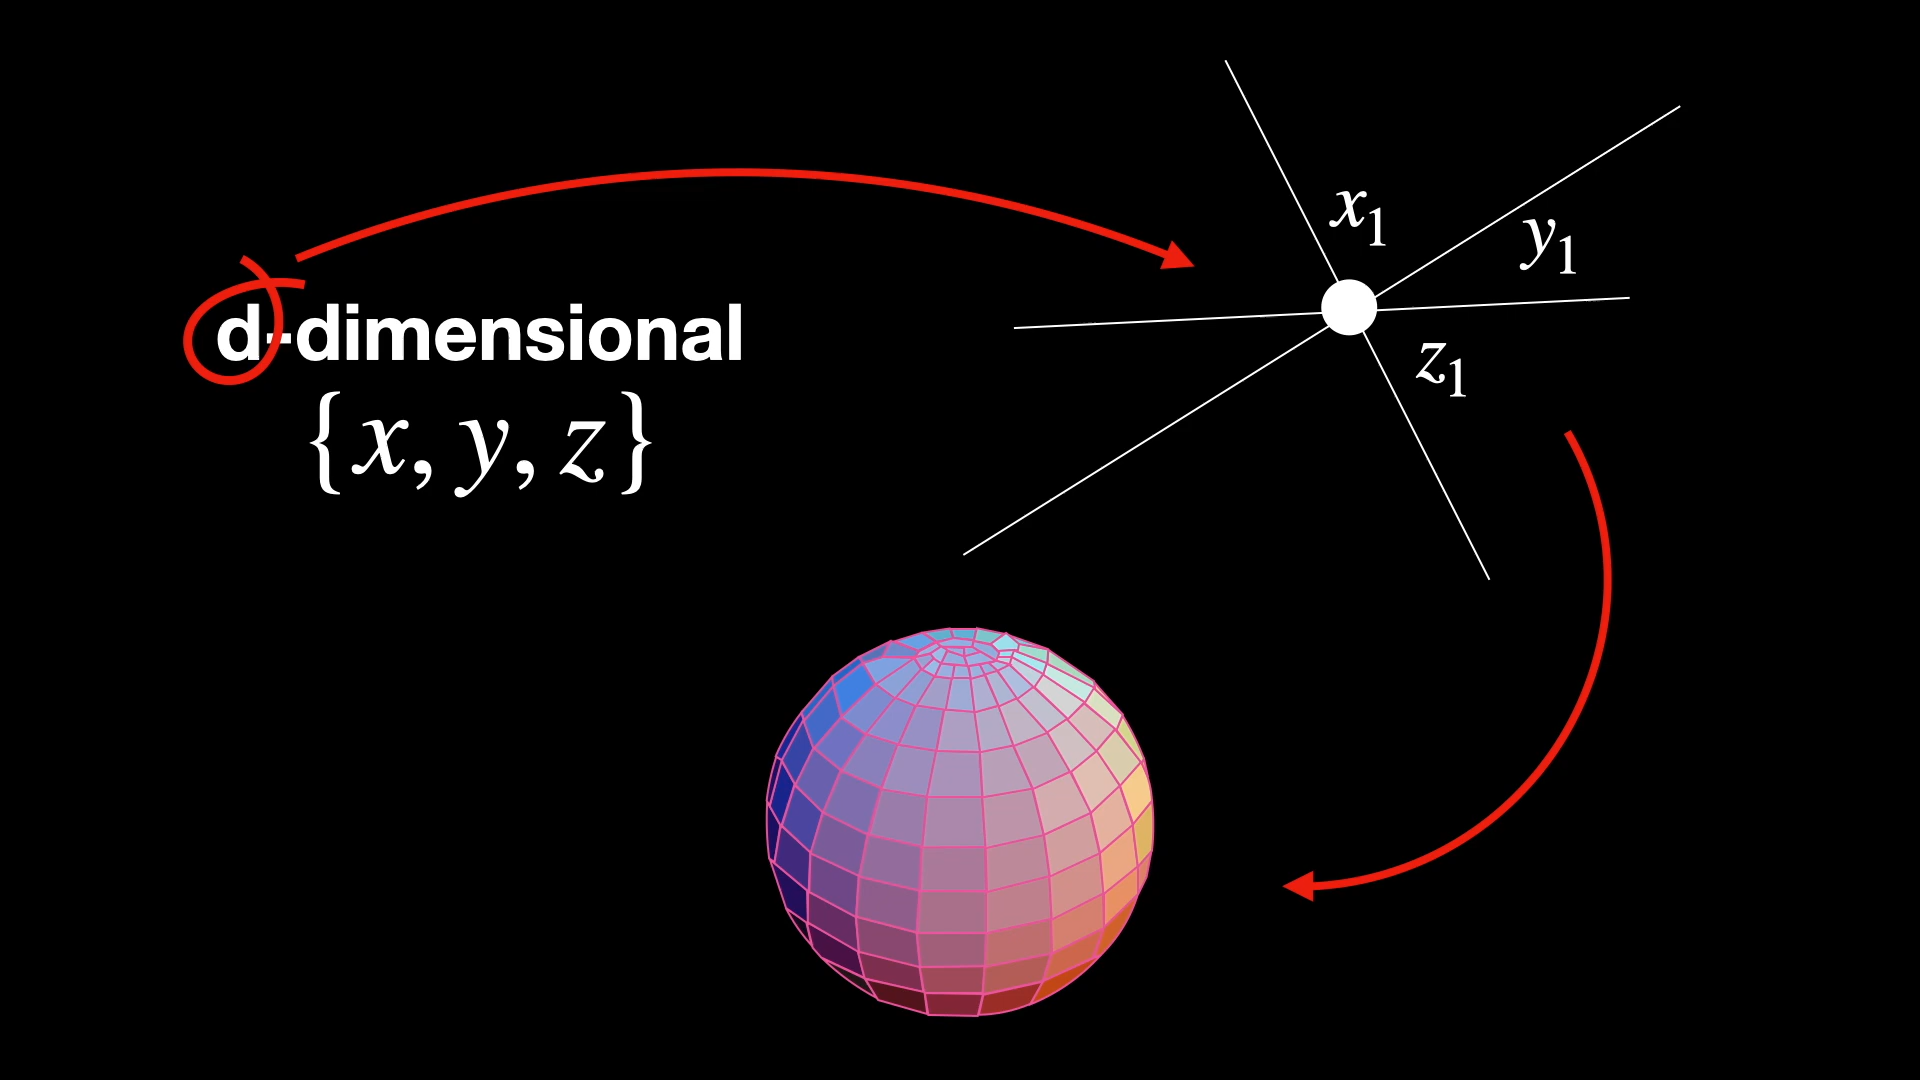 d-dimensional
{x, y, z}
x₁
y₁
z₁